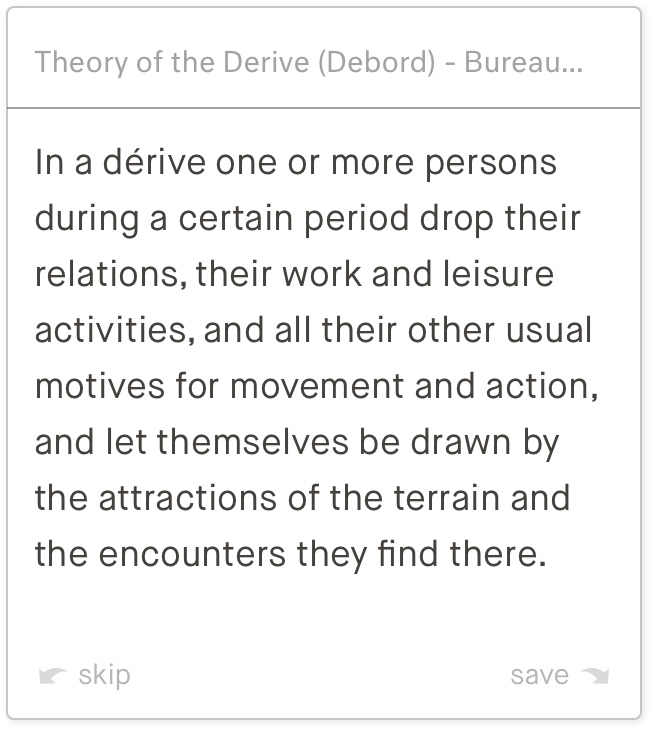 Theory of the Derive (Debord) - Bureau...
In a dérive one or more persons
during a certain period drop their
relations, their work and leisure
activities, and all their other usual
motives for movement and action,
and let themselves be drawn by
the attractions of the terrain and
the encounters they find there.
skip save